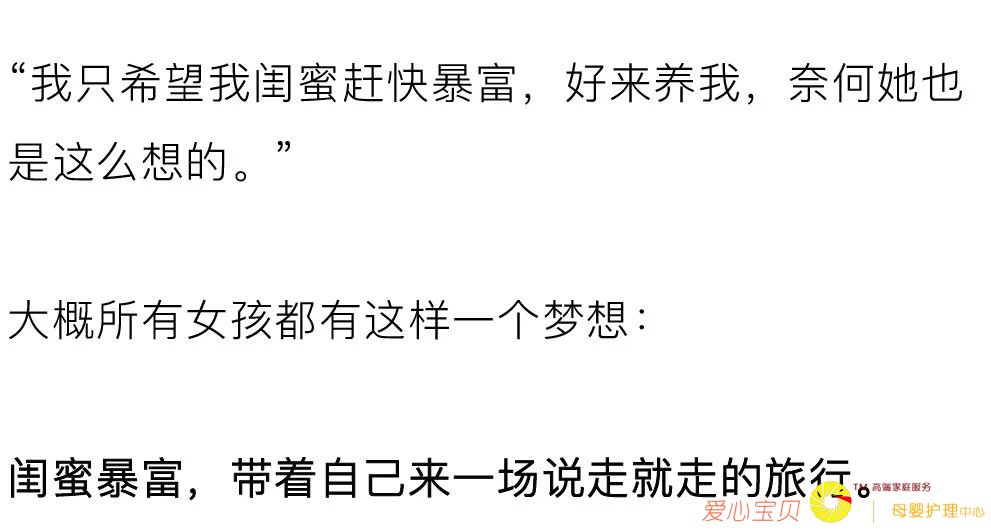 “我只希望我闺蜜赶快暴富，好来养我，奈何她也
是这么想的。”
大概所有女孩都有这样一个梦想：
闺蜜暴富，带着自己来一场说走就走的旅行。
爱心宝贝 TM 高端家庭服务 | 母婴护理中心